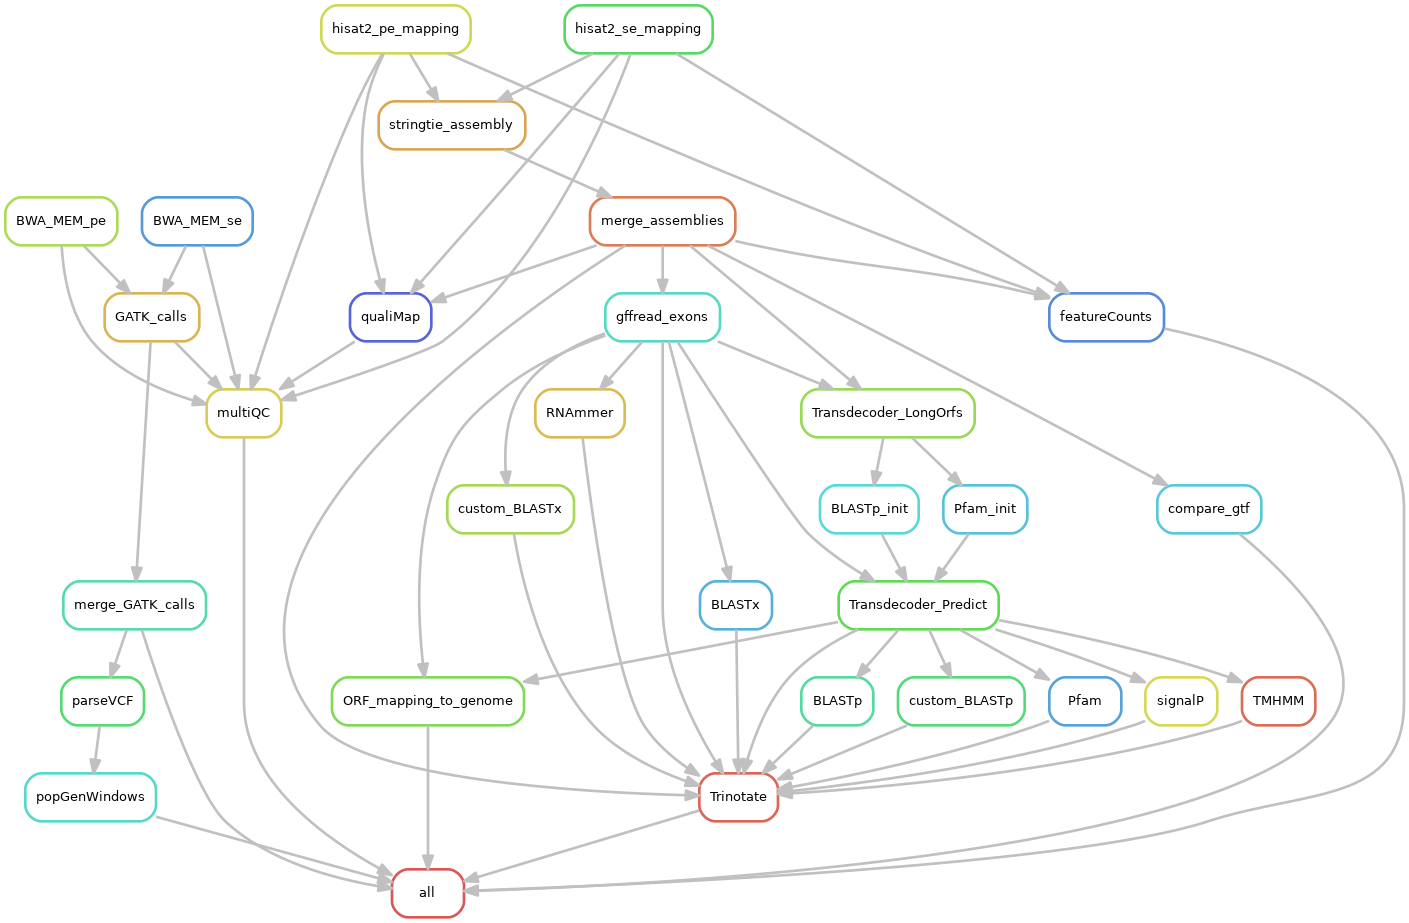 hisat2_pe_mapping
hisat2_se_mapping
stringtie_assembly
BWA_MEM_pe
BWA_MEM_se
merge_assemblies
GATK_calls
qualiMap
gffread_exons
featureCounts
multiQC
RNAmmer
Transdecoder_LongOrfs
custom_BLASTx
BLASTp_init
Pfam_init
compare_gtf
merge_GATK_calls
BLASTx
Transdecoder_Predict
parseVCF
ORF_mapping_to_genome
BLASTp
custom_BLASTp
Pfam
signalP
TMHMM
popGenWindows
Trinotate
all